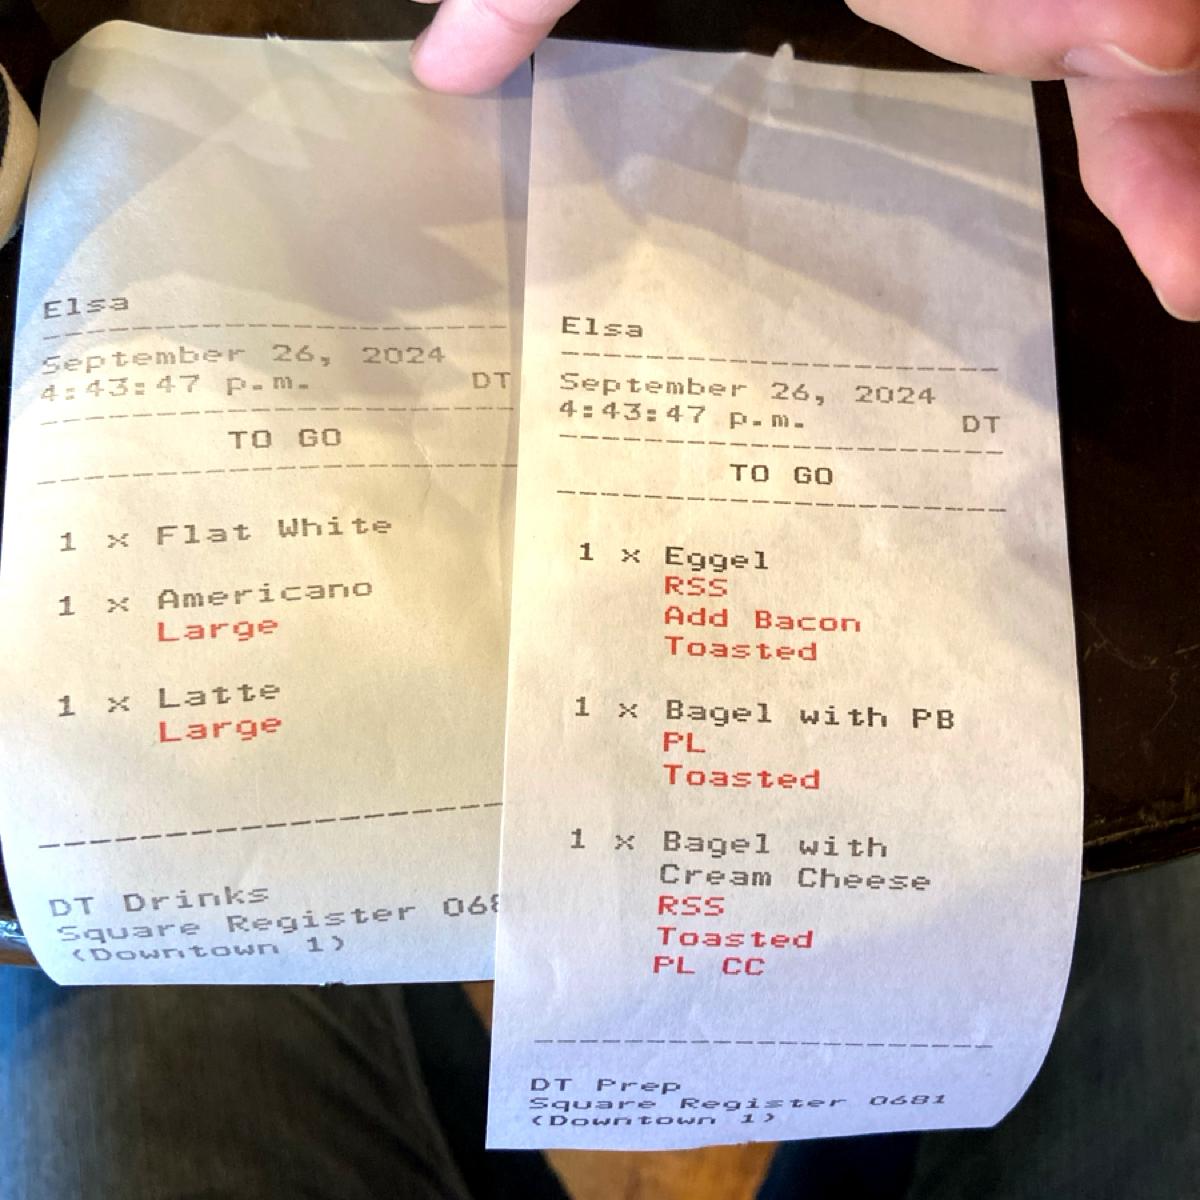 Elsa
September 26, 2024
4:43:47 p.m. DT
TO GO
1 x Flat White
1 x Americano
Large
1 x Latte
Large
DT Drinks
Square Register 068
(Downtown 1)
Elsa
September 26, 2024
4:43:47 p.m. DT
TO GO
1 x Eggel
RSS
Add Bacon
Toasted
1 x Bagel with PB
PL
Toasted
1 x Bagel with
Cream Cheese
RSS
Toasted
PL CC
DT Prep
Square Register 0681
(Downtown 1)